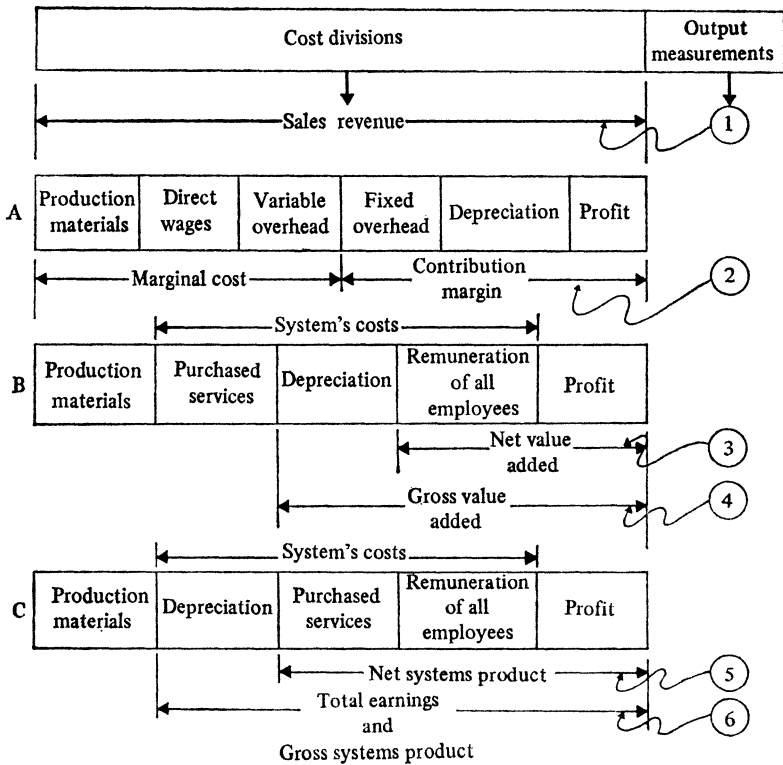 Cost divisions
Output
measurements
Sales revenue
1
A
Production
materials
Direct
wages
Variable
overhead
Fixed
overhead
Depreciation
Profit
Marginal cost
Contribution
margin
2
System's costs
B
Production
materials
Purchased
services
Depreciation
Remuneration
of all
employees
Profit
Net value
added
3
Gross value
added
4
System's costs
C
Production
materials
Depreciation
Purchased
services
Remuneration
of all
employees
Profit
Net systems product
5
Total earnings
and
Gross systems product
6